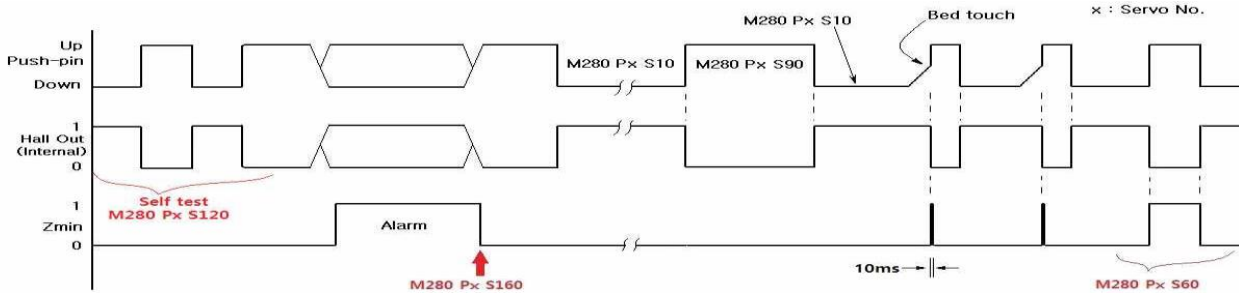 x : Servo No.
M280 Px S10
Bed touch
Up
Push-pin
Down
M280 Px S10
M280 Px S90
1
Hall Out
(Internal)
0
Self test
M280 Px S120
1
Zmin
0
Alarm
10ms
M280 Px S160
M280 Px S60